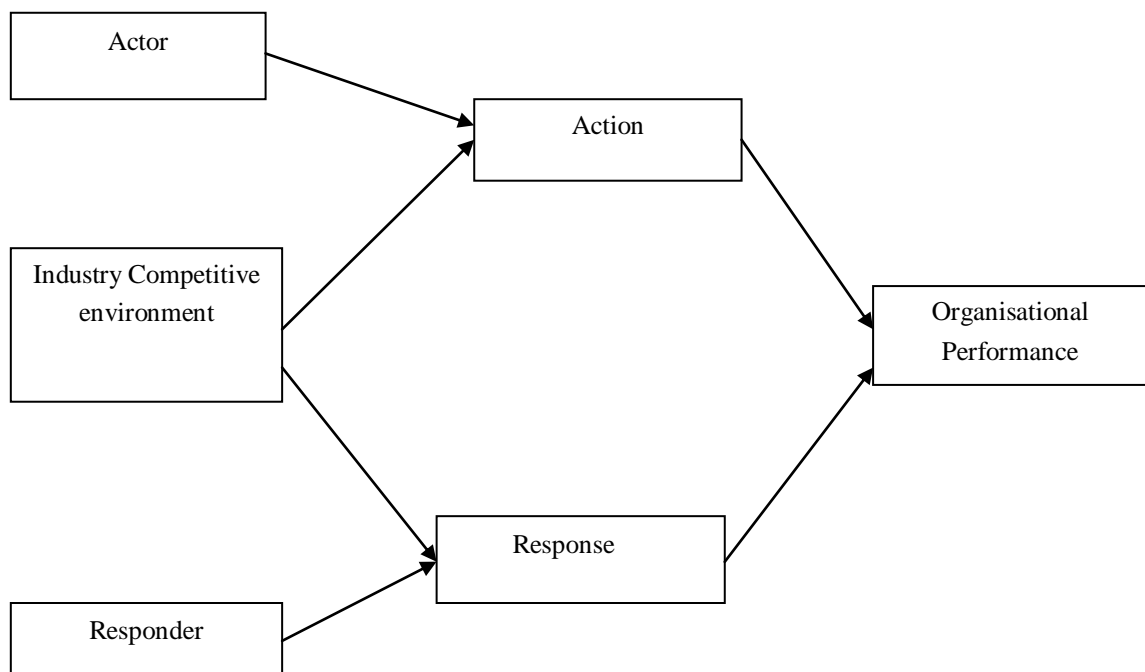 Actor
Action
Industry Competitive
environment
Organisational
Performance
Response
Responder